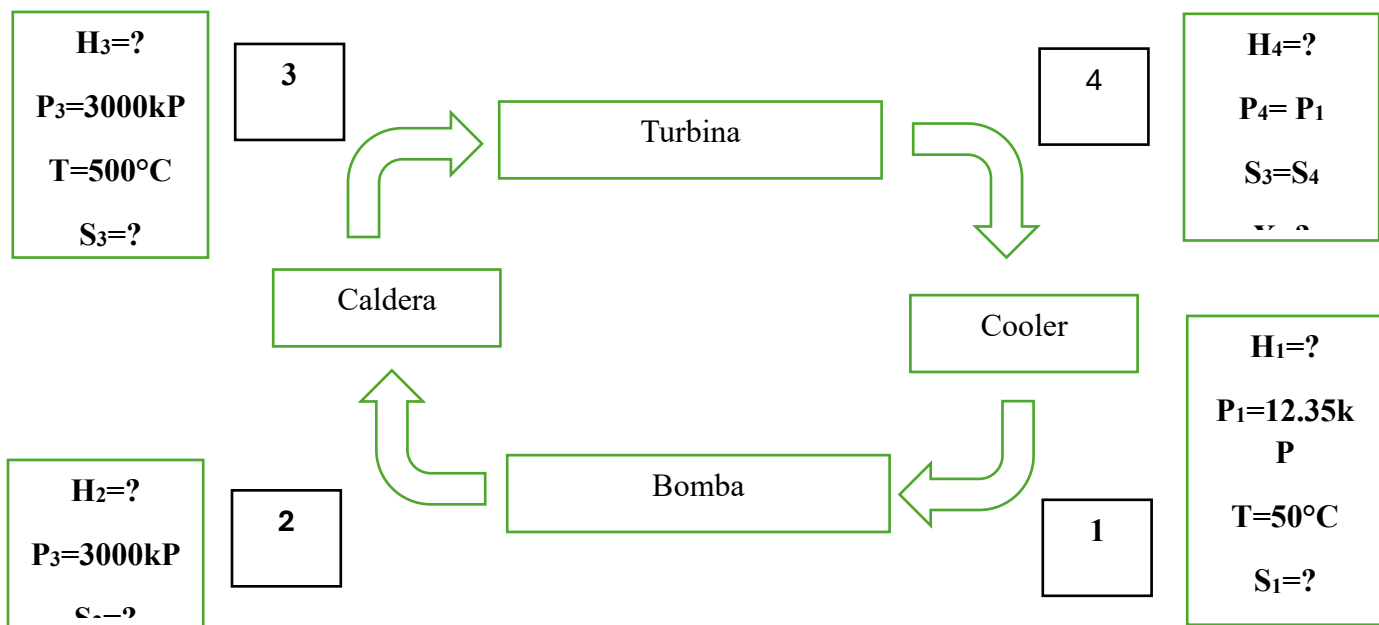 H₃=?
P₃=3000kP
T=500°C
S₃=?
3
Turbina
4
H₄=?
P₄= P₁
S₃=S₄
Caldera
Cooler
H₁=?
P₁=12.35k
P
T=50°C
S₁=?
H₂=?
P₃=3000kP
2
Bomba
1